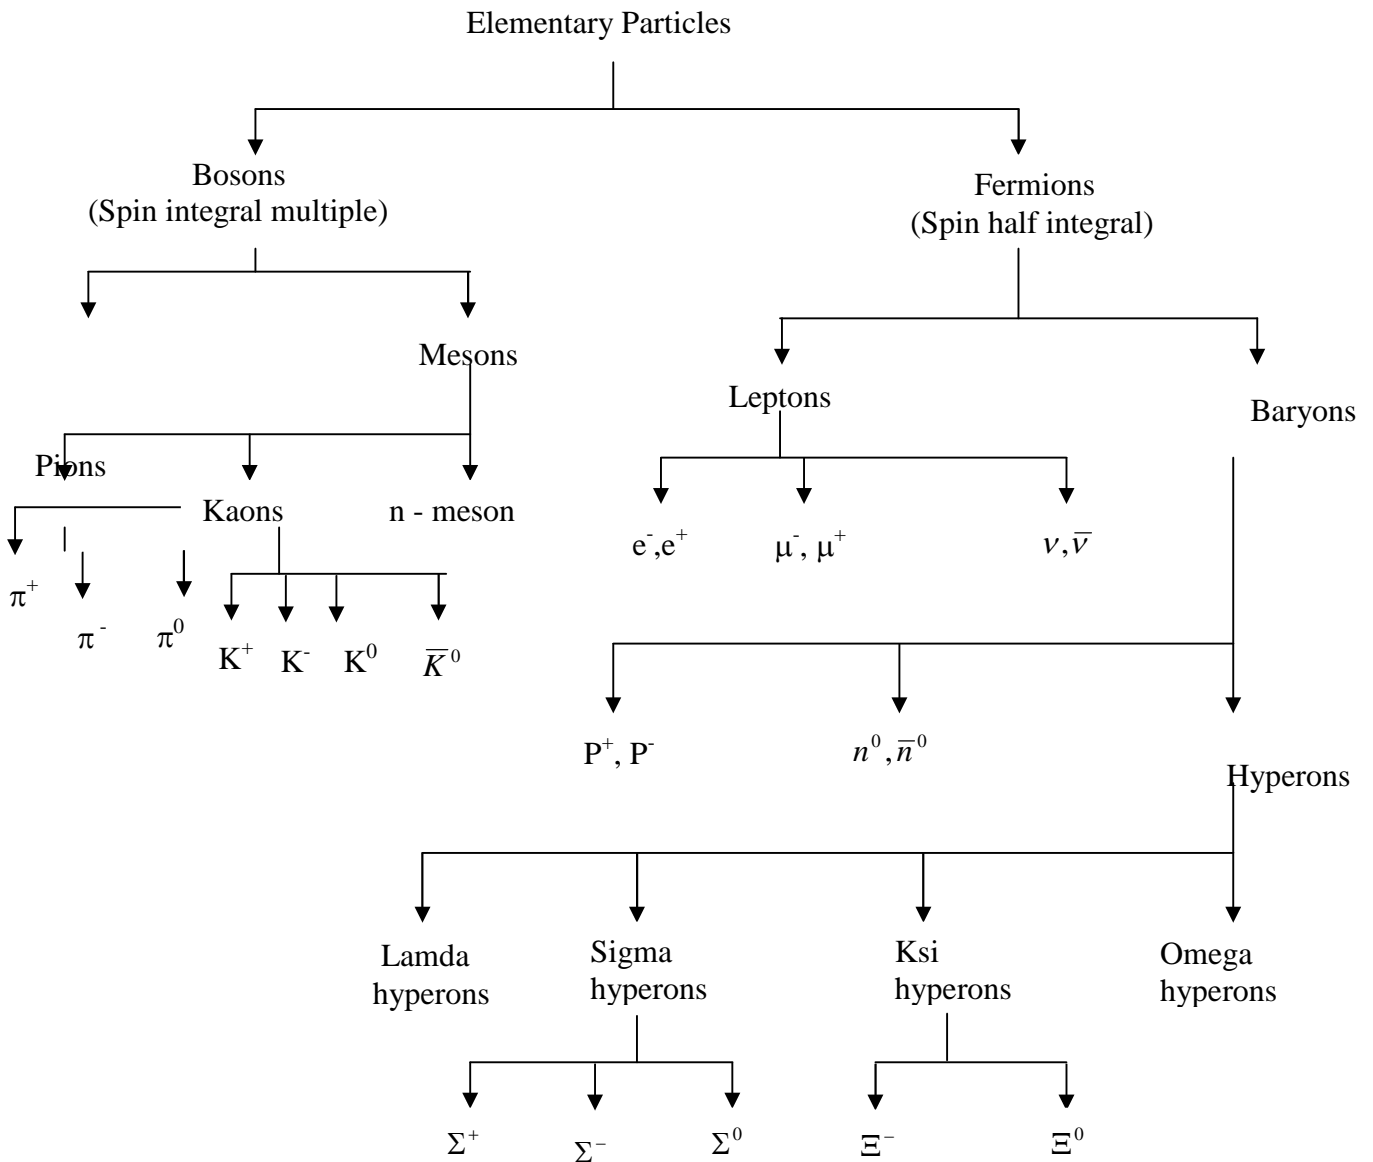 Elementary Particles
Bosons
(Spin integral multiple)
Fermions
(Spin half integral)
Mesons
Leptons
Baryons
Pions
Kaons
n - meson
e⁻,e⁺
μ⁻, μ⁺
ν,ν̅
π⁺
π⁻
π⁰
K⁺
K⁻
K⁰
K̅⁰
P⁺, P⁻
n⁰,n̅⁰
Hyperons
Lamda
hyperons
Sigma
hyperons
Ksi
hyperons
Omega
hyperons
Σ⁺
Σ⁻
Σ⁰
Ξ⁻
Ξ⁰